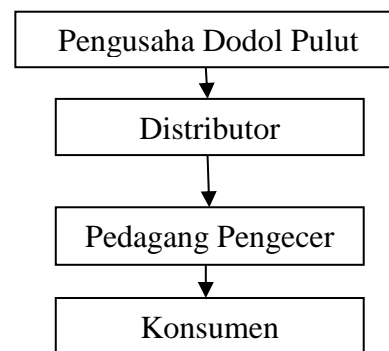 Pengusaha Dodol Pulut
Distributor
Pedagang Pengecer
Konsumen